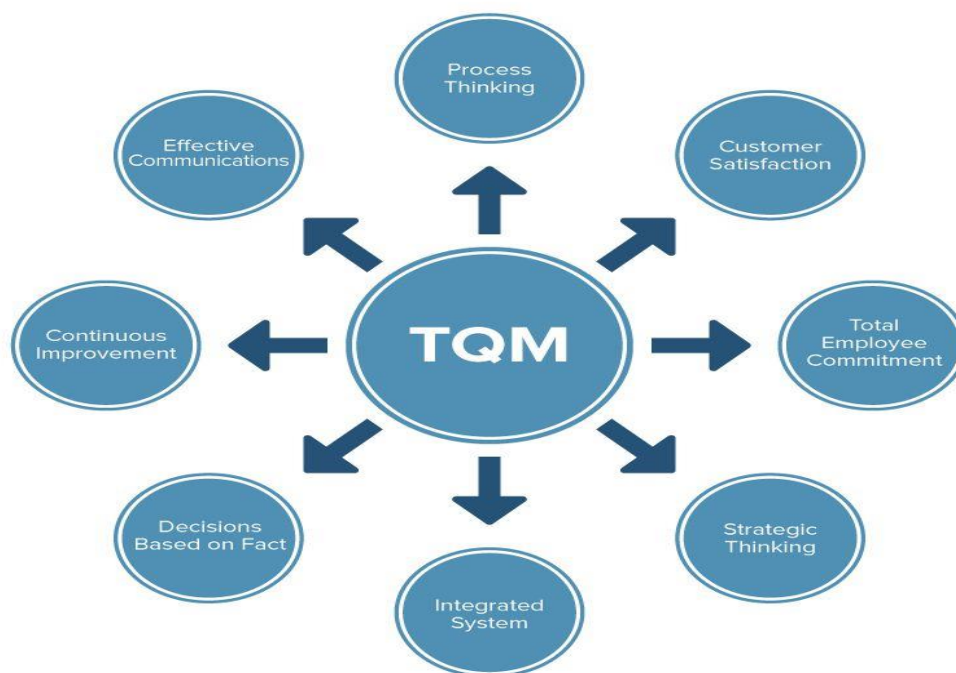 Process
Thinking
Customer
Satisfaction
Total
Employee
Commitment
Strategic
Thinking
Integrated
System
Decisions
Based on Fact
Continuous
Improvement
Effective
Communications
TQM